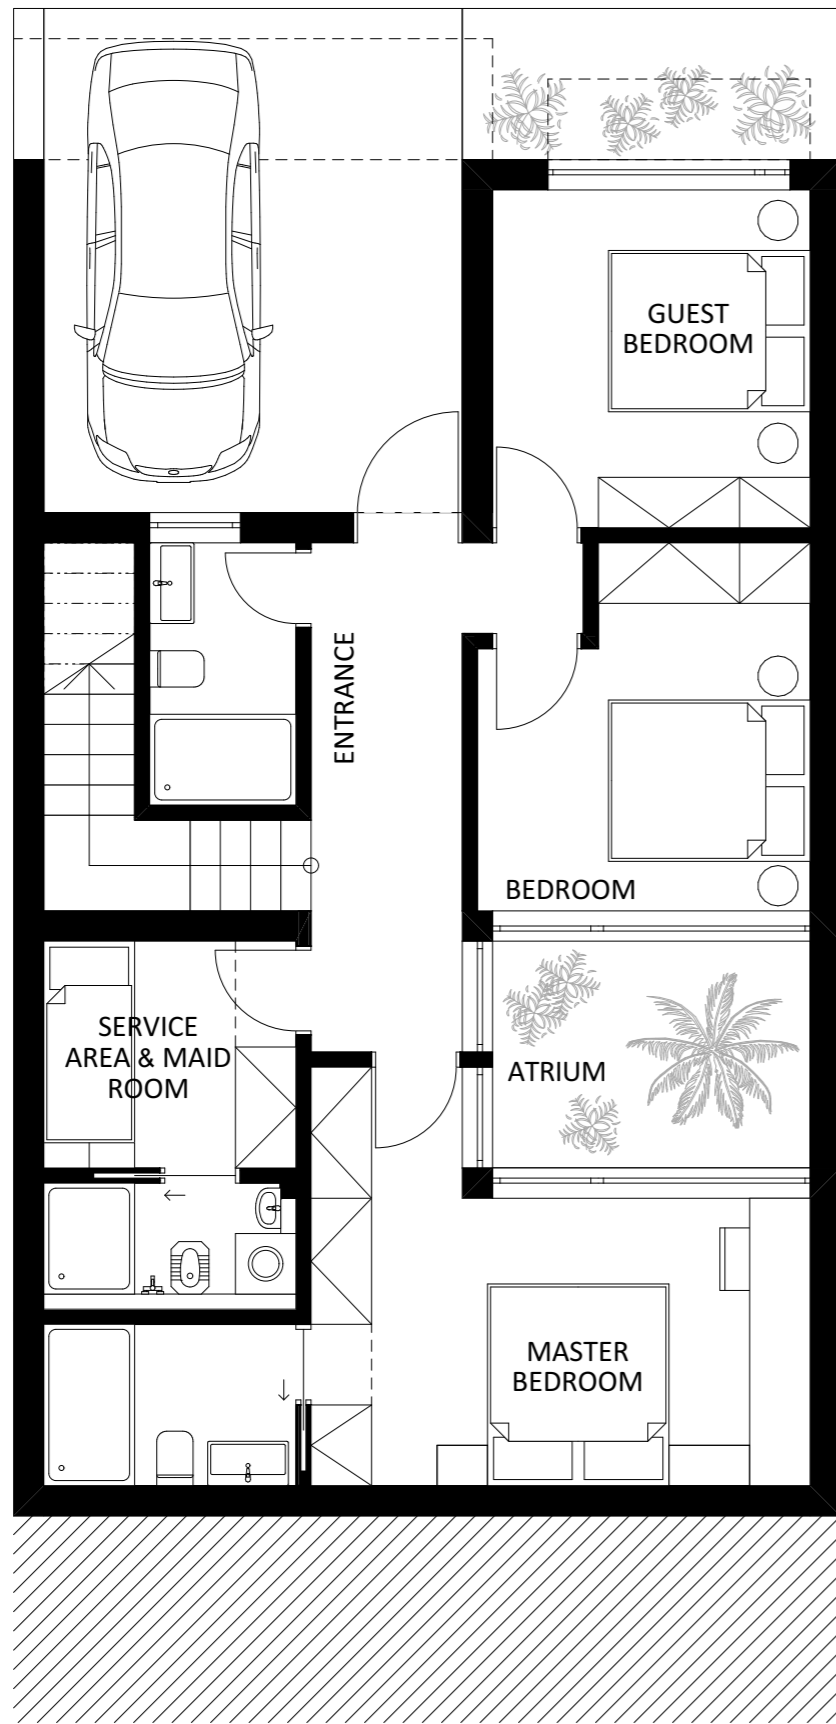 GUEST
BEDROOM
ENTRANCE
BEDROOM
SERVICE
AREA & MAID
ROOM
ATRIUM
MASTER
BEDROOM